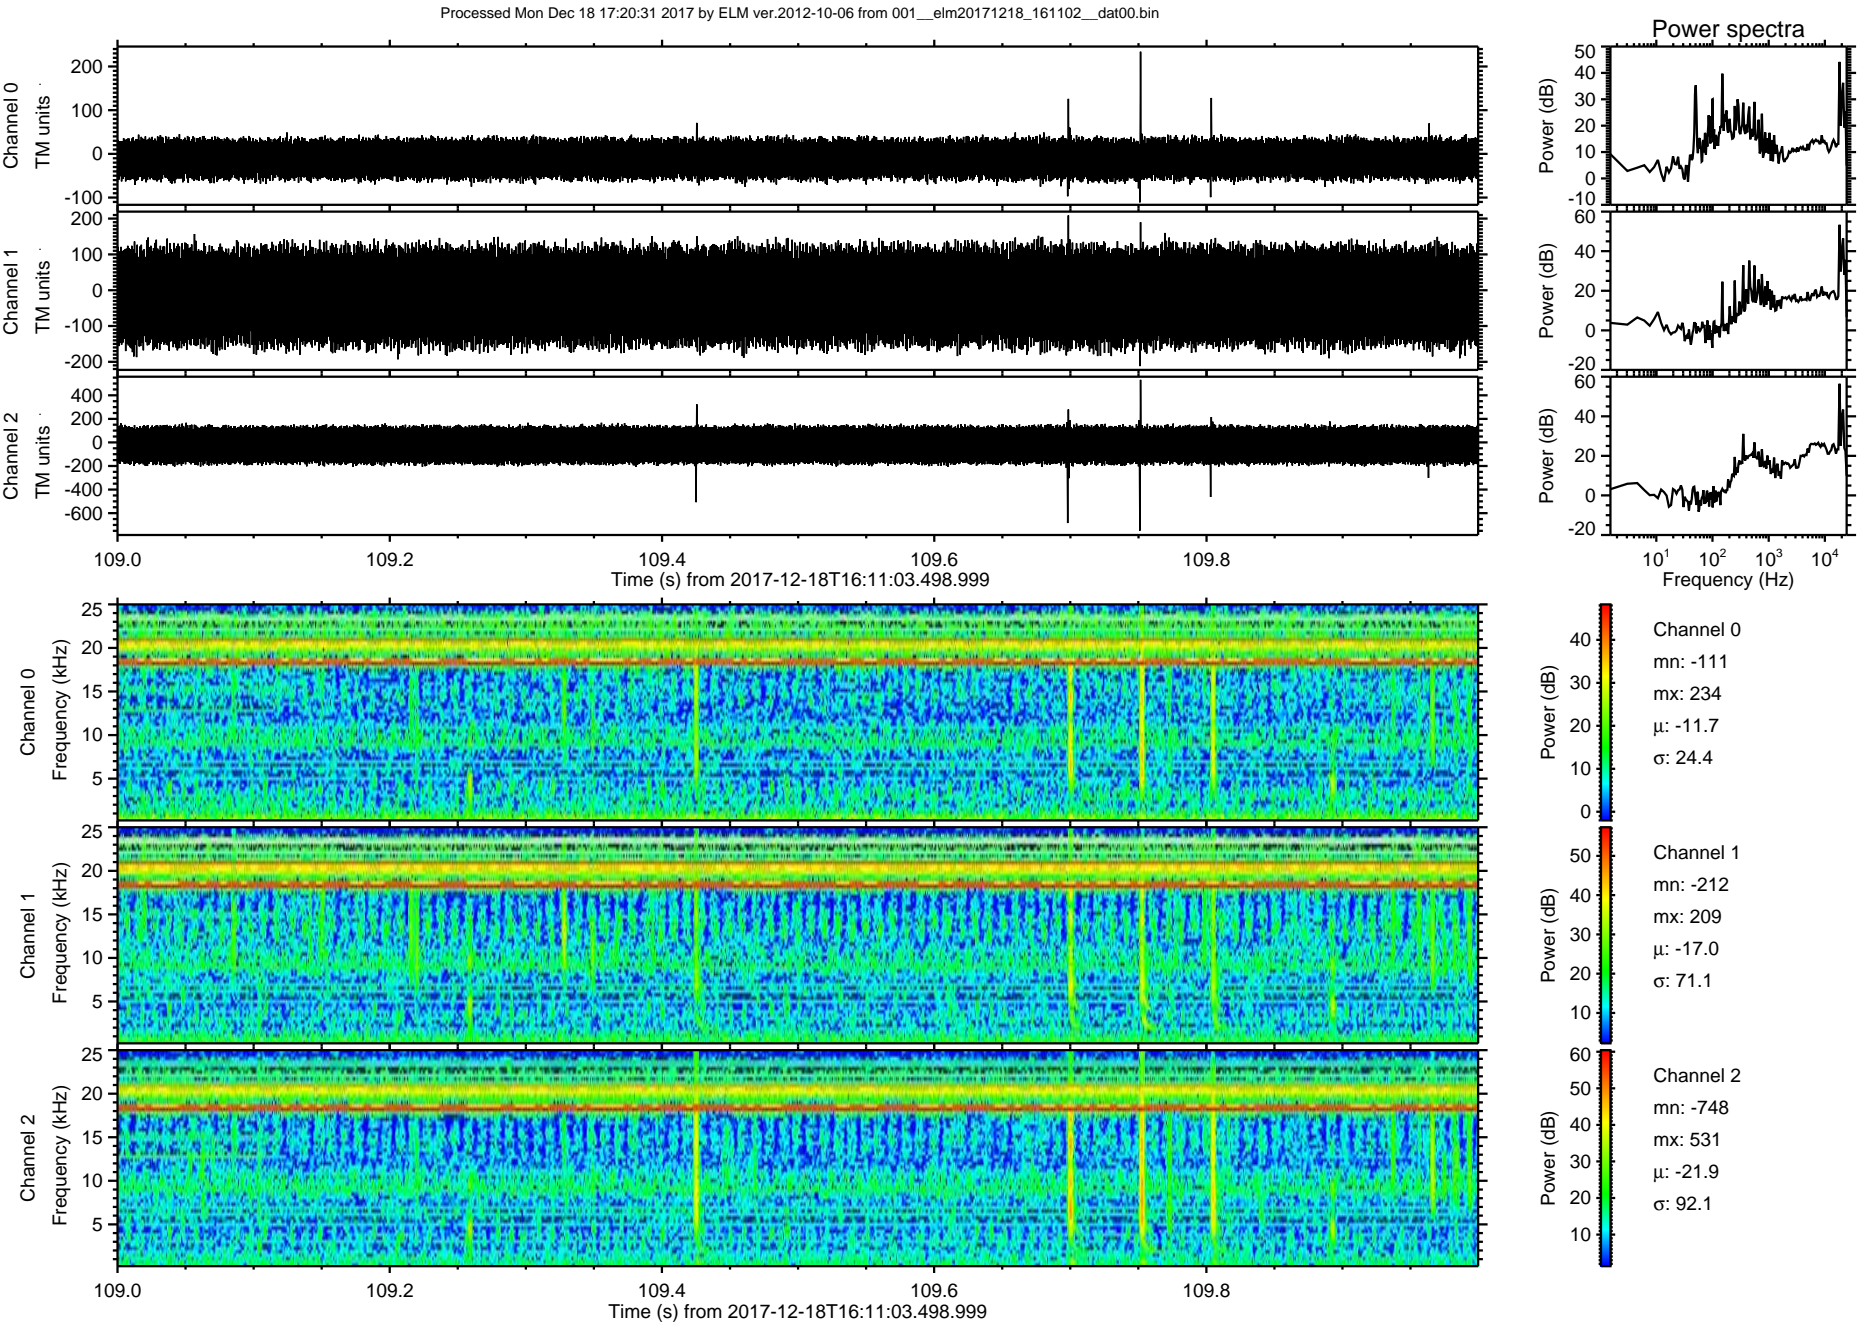 Processed Mon Dec 18 17:20:31 2017 by ELM ver.2012-10-06 from 001__elm20171218_161102__dat00.bin
Power spectra
Channel 0
TM units
200
100
0
-100
Power (dB)
50
40
30
20
10
0
-10
Channel 1
TM units
200
100
0
-100
-200
Power (dB)
60
40
20
0
-20
Channel 2
TM units
400
200
0
-200
-400
-600
Power (dB)
60
40
20
0
-20
109.0 109.2 109.4 109.6 109.8
Time (s) from 2017-12-18T16:11:03.498.999
10¹ 10² 10³ 10⁴
Frequency (Hz)
Channel 0
Frequency (kHz)
25
20
15
10
5
Power (dB)
40
30
20
10
0
Channel 0
mn: -111
mx: 234
μ: -11.7
σ: 24.4
Channel 1
Frequency (kHz)
25
20
15
10
5
Power (dB)
50
40
30
20
10
Channel 1
mn: -212
mx: 209
μ: -17.0
σ: 71.1
Channel 2
Frequency (kHz)
25
20
15
10
5
Power (dB)
60
50
40
30
20
10
Channel 2
mn: -748
mx: 531
μ: -21.9
σ: 92.1
109.0 109.2 109.4 109.6 109.8
Time (s) from 2017-12-18T16:11:03.498.999